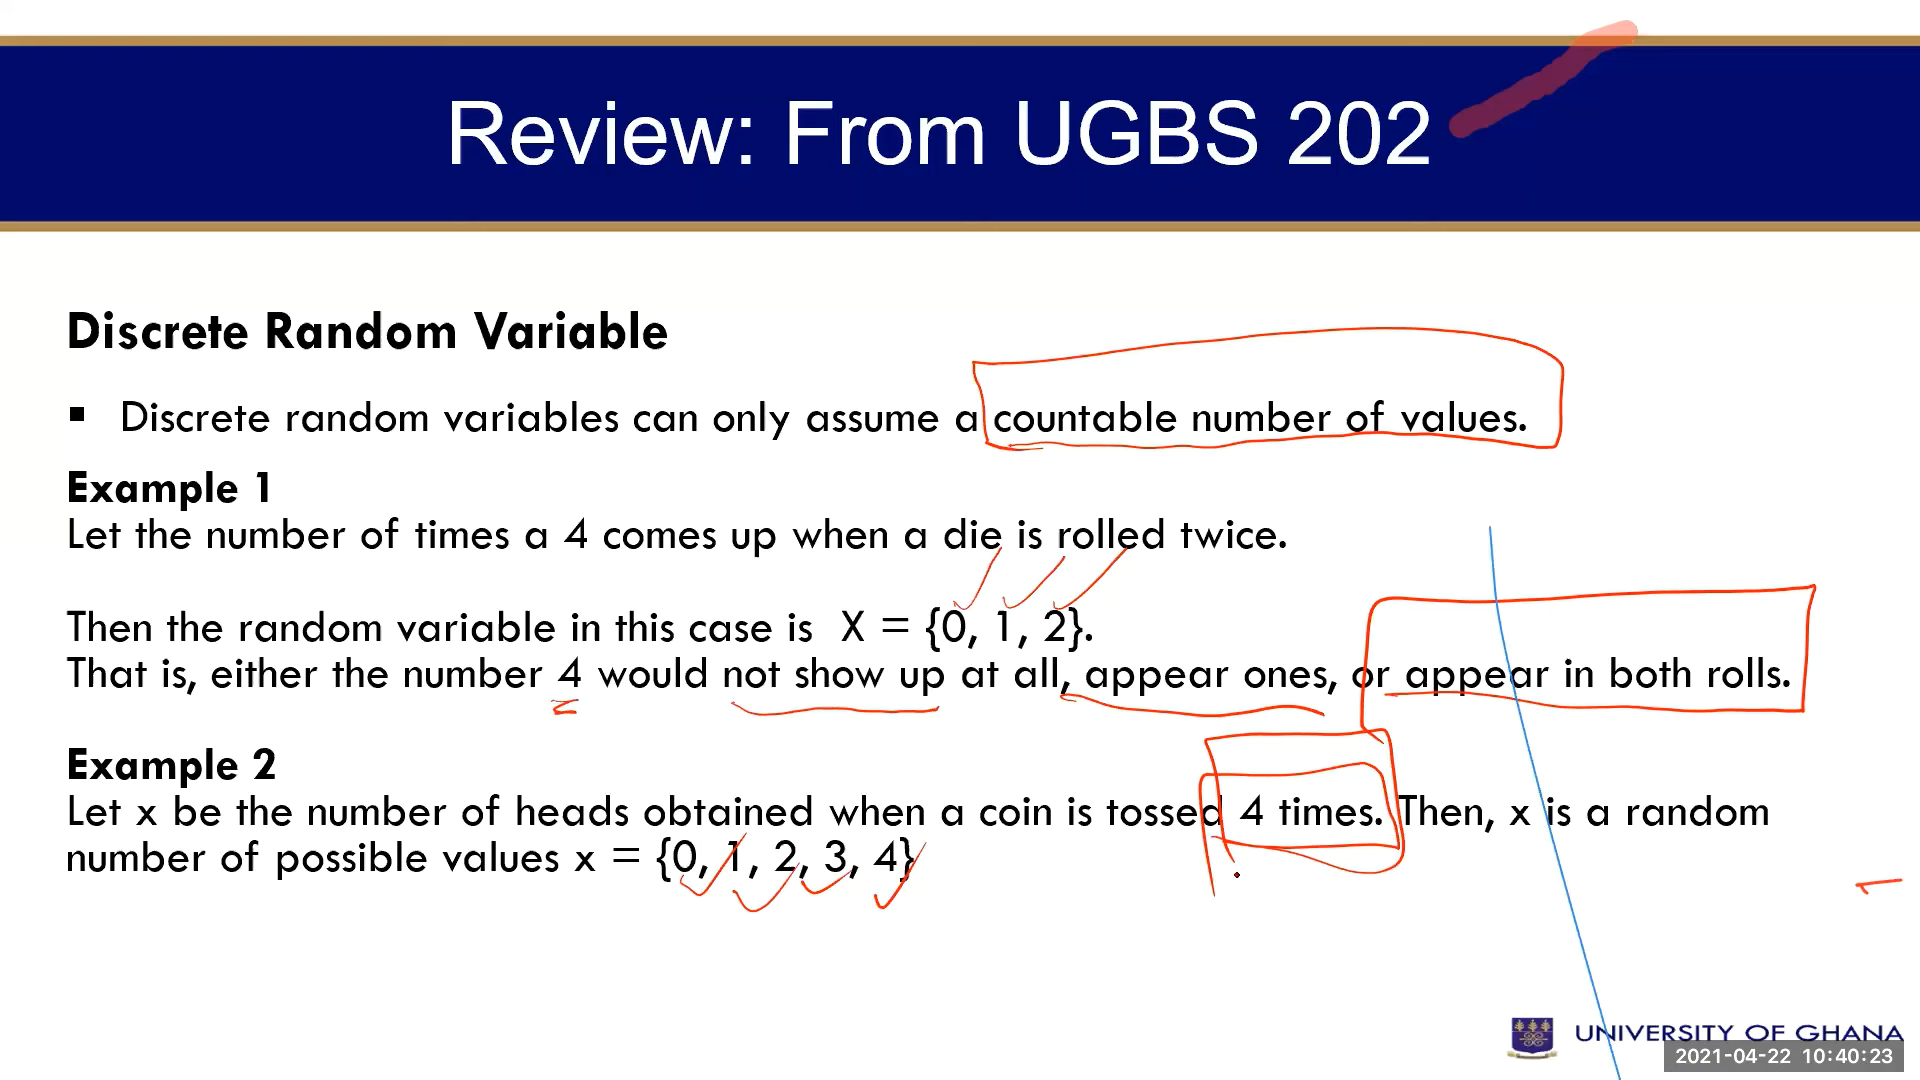 Review: From UGBS 202
Discrete Random Variable
▪ Discrete random variables can only assume a countable number of values.
Example 1
Let the number of times a 4 comes up when a die is rolled twice.
Then the random variable in this case is X = {0, 1, 2}.
That is, either the number 4 would not show up at all, appear ones, or appear in both rolls.
Example 2
Let x be the number of heads obtained when a coin is tossed 4 times. Then, x is a random
number of possible values x = {0, 1, 2, 3, 4}
UNIVERSITY OF GHANA
2021-04-22 10:40:23